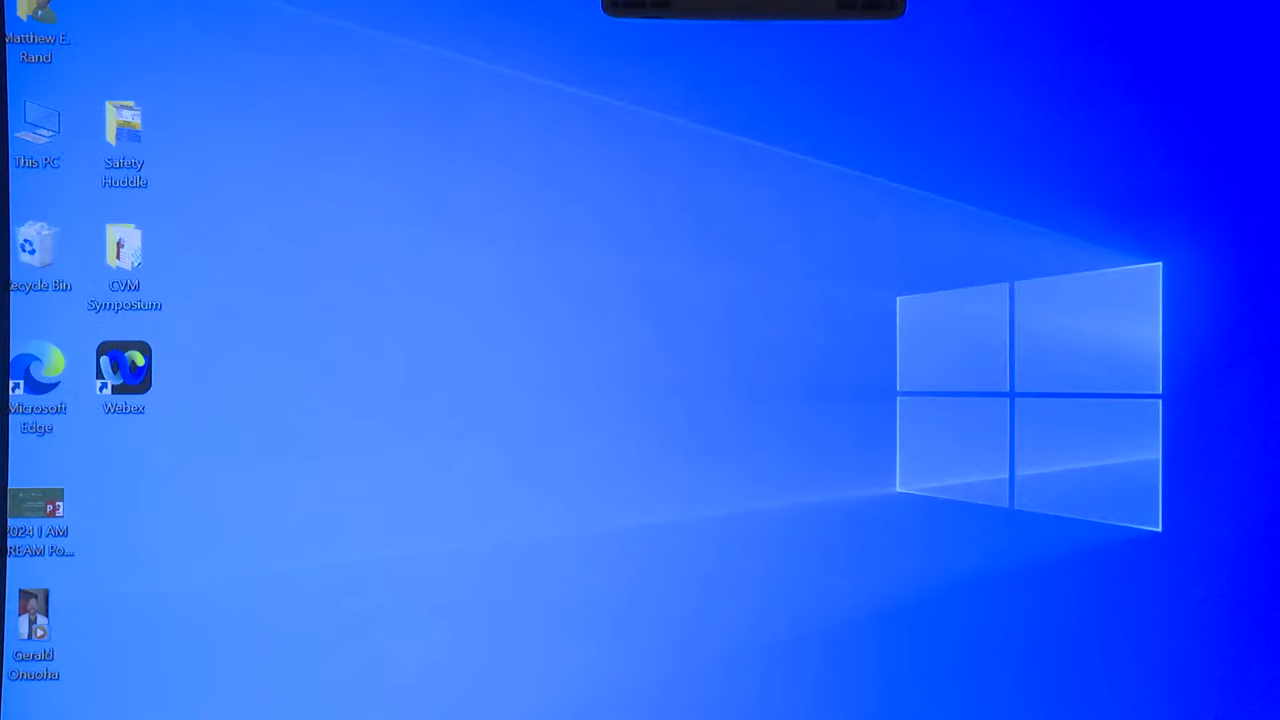 Matthew E.
Rand
This PC
Safety
Huddle
ecycle Bin
CVM
Symposium
Microsoft
Edge
Webex
2024 I AM
REAM Po...
Gerald
Onuoha